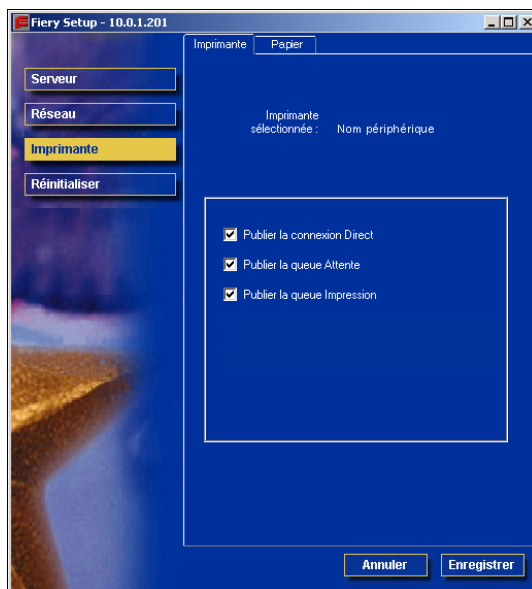 Fiery Setup - 10.0.1.201
Imprimante
Papier
Serveur
Réseau
Imprimante
Réinitialiser
Imprimante
sélectionnée : Nom périphérique
Publier la connexion Direct
Publier la queue Attente
Publier la queue Impression
Annuler
Enregistrer